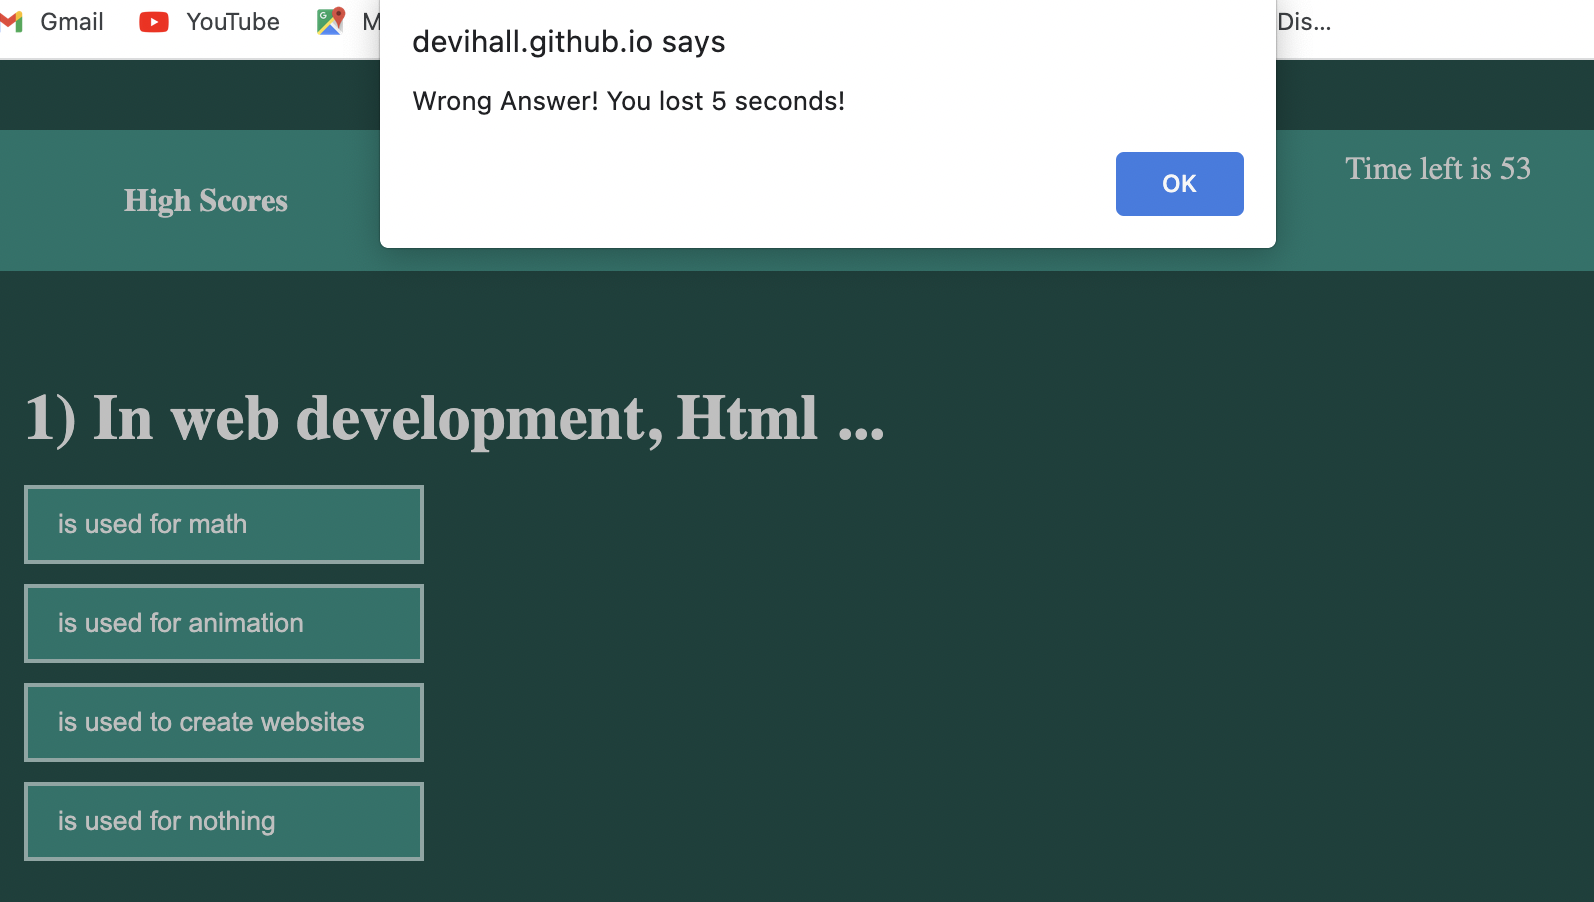 Gmail
YouTube
M
Dis...
devihall.github.io says
Wrong Answer! You lost 5 seconds!
OK
High Scores
Time left is 53
1) In web development, Html ...
is used for math
is used for animation
is used to create websites
is used for nothing